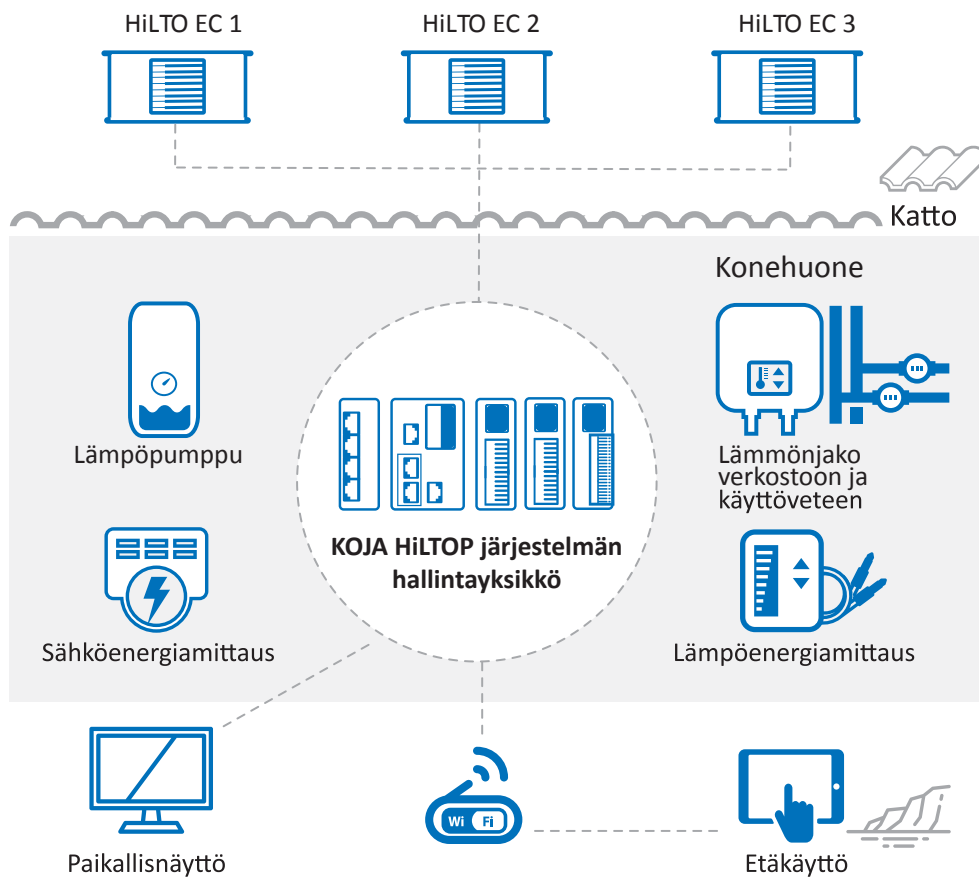 HiLTO EC 1
HiLTO EC 2
HiLTO EC 3
Katto
Konehuone
Lämpöpumppu
Lämmönjako
verkostoon ja
käyttöveteen
KOJA HiLTOP järjestelmän
hallintayksikkö
Sähköenergiamittaus
Lämpöenergiamittaus
Wi Fi
Paikallisnäyttö
Etäkäyttö